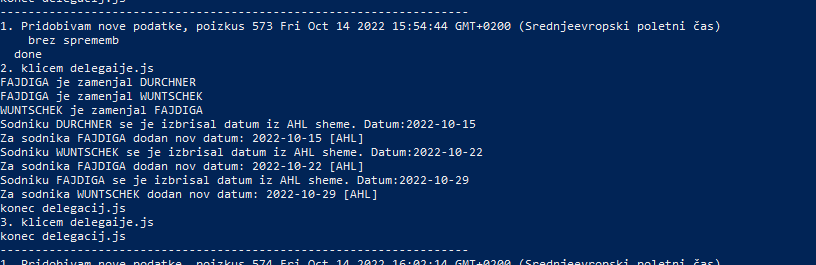 konec delegacij.js
-------------------------------------------------------------------
1. Pridobivam nove podatke, poizkus 573 Fri Oct 14 2022 15:54:44 GMT+0200 (Srednjeevropski poletni čas)
    brez sprememb
  done
2. klicem delegaije.js
FAJDIGA je zamenjal DURCHNER
FAJDIGA je zamenjal WUNTSCHEK
WUNTSCHEK je zamenjal FAJDIGA
Sodniku DURCHNER se je izbrisal datum iz AHL sheme. Datum:2022-10-15
Za sodnika FAJDIGA dodan nov datum: 2022-10-15 [AHL]
Sodniku WUNTSCHEK se je izbrisal datum iz AHL sheme. Datum:2022-10-22
Za sodnika FAJDIGA dodan nov datum: 2022-10-22 [AHL]
Sodniku FAJDIGA se je izbrisal datum iz AHL sheme. Datum:2022-10-29
Za sodnika WUNTSCHEK dodan nov datum: 2022-10-29 [AHL]
konec delegacij.js
3. klicem delegaije.js
konec delegacij.js
-------------------------------------------------------------------
1. Pridobivam nove podatke, poizkus 574 Fri Oct 14 2022 16:02:14 GMT+0200 (Srednjeevropski poletni čas)